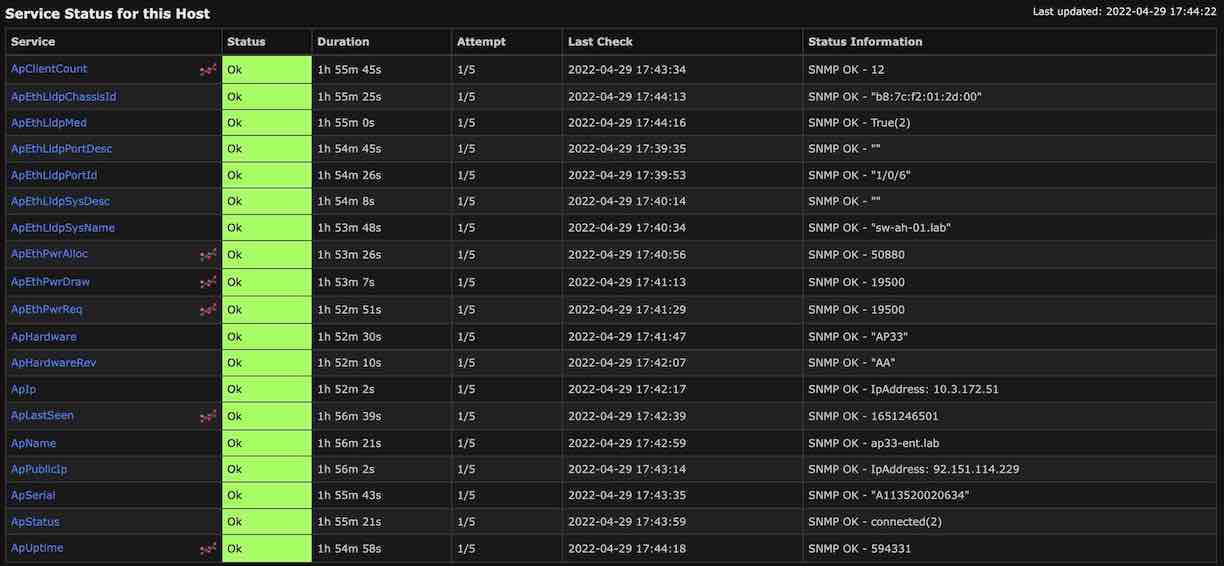 Service Status for this Host Last updated: 2022-04-29 17:44:22
Service Status Duration Attempt Last Check Status Information
ApClientCount Ok 1h 55m 45s 1/5 2022-04-29 17:43:34 SNMP OK - 12
ApEthLldpChassisId Ok 1h 55m 25s 1/5 2022-04-29 17:44:13 SNMP OK - "b8:7c:f2:01:2d:00"
ApEthLldpMed Ok 1h 55m 0s 1/5 2022-04-29 17:44:16 SNMP OK - True(2)
ApEthLldpPortDesc Ok 1h 54m 45s 1/5 2022-04-29 17:39:35 SNMP OK - ""
ApEthLldpPortId Ok 1h 54m 26s 1/5 2022-04-29 17:39:53 SNMP OK - "1/0/6"
ApEthLldpSysDesc Ok 1h 54m 8s 1/5 2022-04-29 17:40:14 SNMP OK - ""
ApEthLldpSysName Ok 1h 53m 48s 1/5 2022-04-29 17:40:34 SNMP OK - "sw-ah-01.lab"
ApEthPwrAlloc Ok 1h 53m 26s 1/5 2022-04-29 17:40:56 SNMP OK - 50880
ApEthPwrDraw Ok 1h 53m 7s 1/5 2022-04-29 17:41:13 SNMP OK - 19500
ApEthPwrReq Ok 1h 52m 51s 1/5 2022-04-29 17:41:29 SNMP OK - 19500
ApHardware Ok 1h 52m 30s 1/5 2022-04-29 17:41:47 SNMP OK - "AP33"
ApHardwareRev Ok 1h 52m 10s 1/5 2022-04-29 17:42:07 SNMP OK - "AA"
ApIp Ok 1h 52m 2s 1/5 2022-04-29 17:42:17 SNMP OK - IpAddress: 10.3.172.51
ApLastSeen Ok 1h 56m 39s 1/5 2022-04-29 17:42:39 SNMP OK - 1651246501
ApName Ok 1h 56m 21s 1/5 2022-04-29 17:42:59 SNMP OK - ap33-ent.lab
ApPublicIp Ok 1h 56m 2s 1/5 2022-04-29 17:43:14 SNMP OK - IpAddress: 92.151.114.229
ApSerial Ok 1h 55m 43s 1/5 2022-04-29 17:43:35 SNMP OK - "A113520020634"
ApStatus Ok 1h 55m 21s 1/5 2022-04-29 17:43:59 SNMP OK - connected(2)
ApUptime Ok 1h 54m 58s 1/5 2022-04-29 17:44:18 SNMP OK - 594331